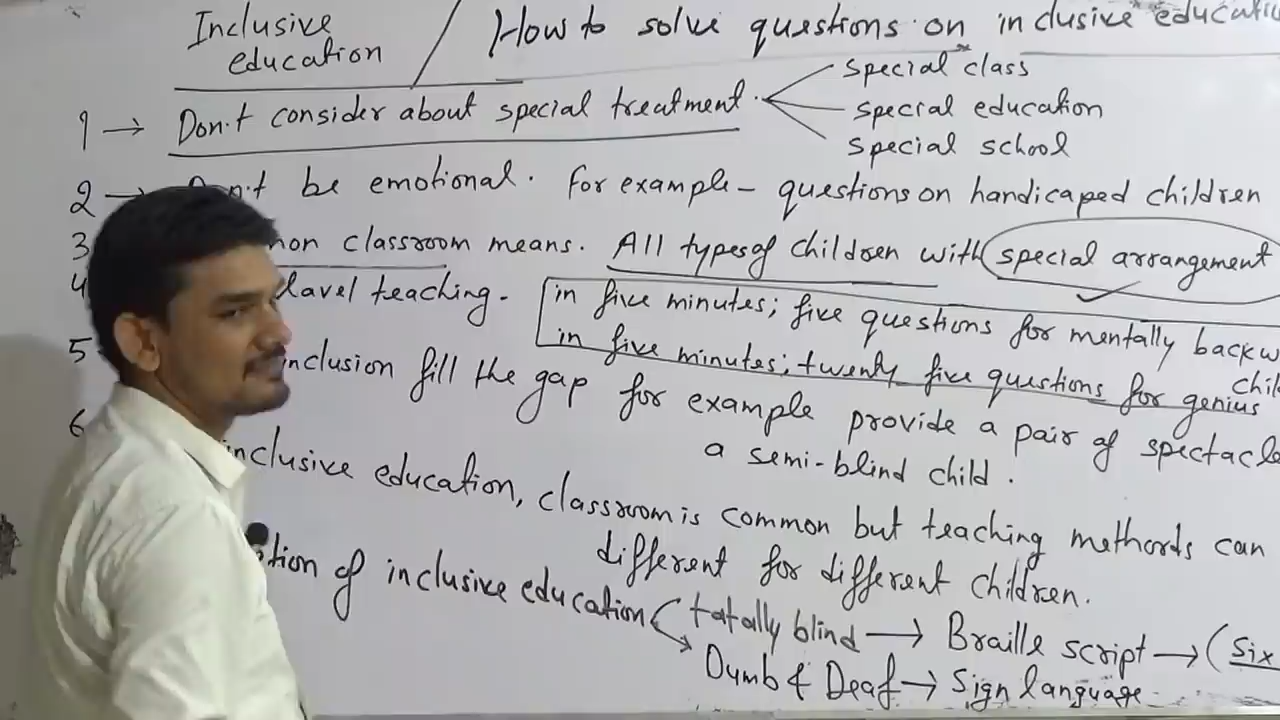 Inclusive education / How to solve questions on inclusive
1 → Don't consider about special treatment.
special class
special education
special school
2 → be emotional. For example - questions on handicaped children
3 classroom means. All types of children with special arrangement
4 lavel teaching - in five minutes; five questions for mentally
in five minutes; twenty five questions for genius
5 inclusion fill the gap for example provide a pair of
a semi-blind child.
6 inclusive education, classroom is common but teaching methords can
different for different children.
of inclusive education
totally blind → Braille script → (Six
Dumb & Deaf → Sign language